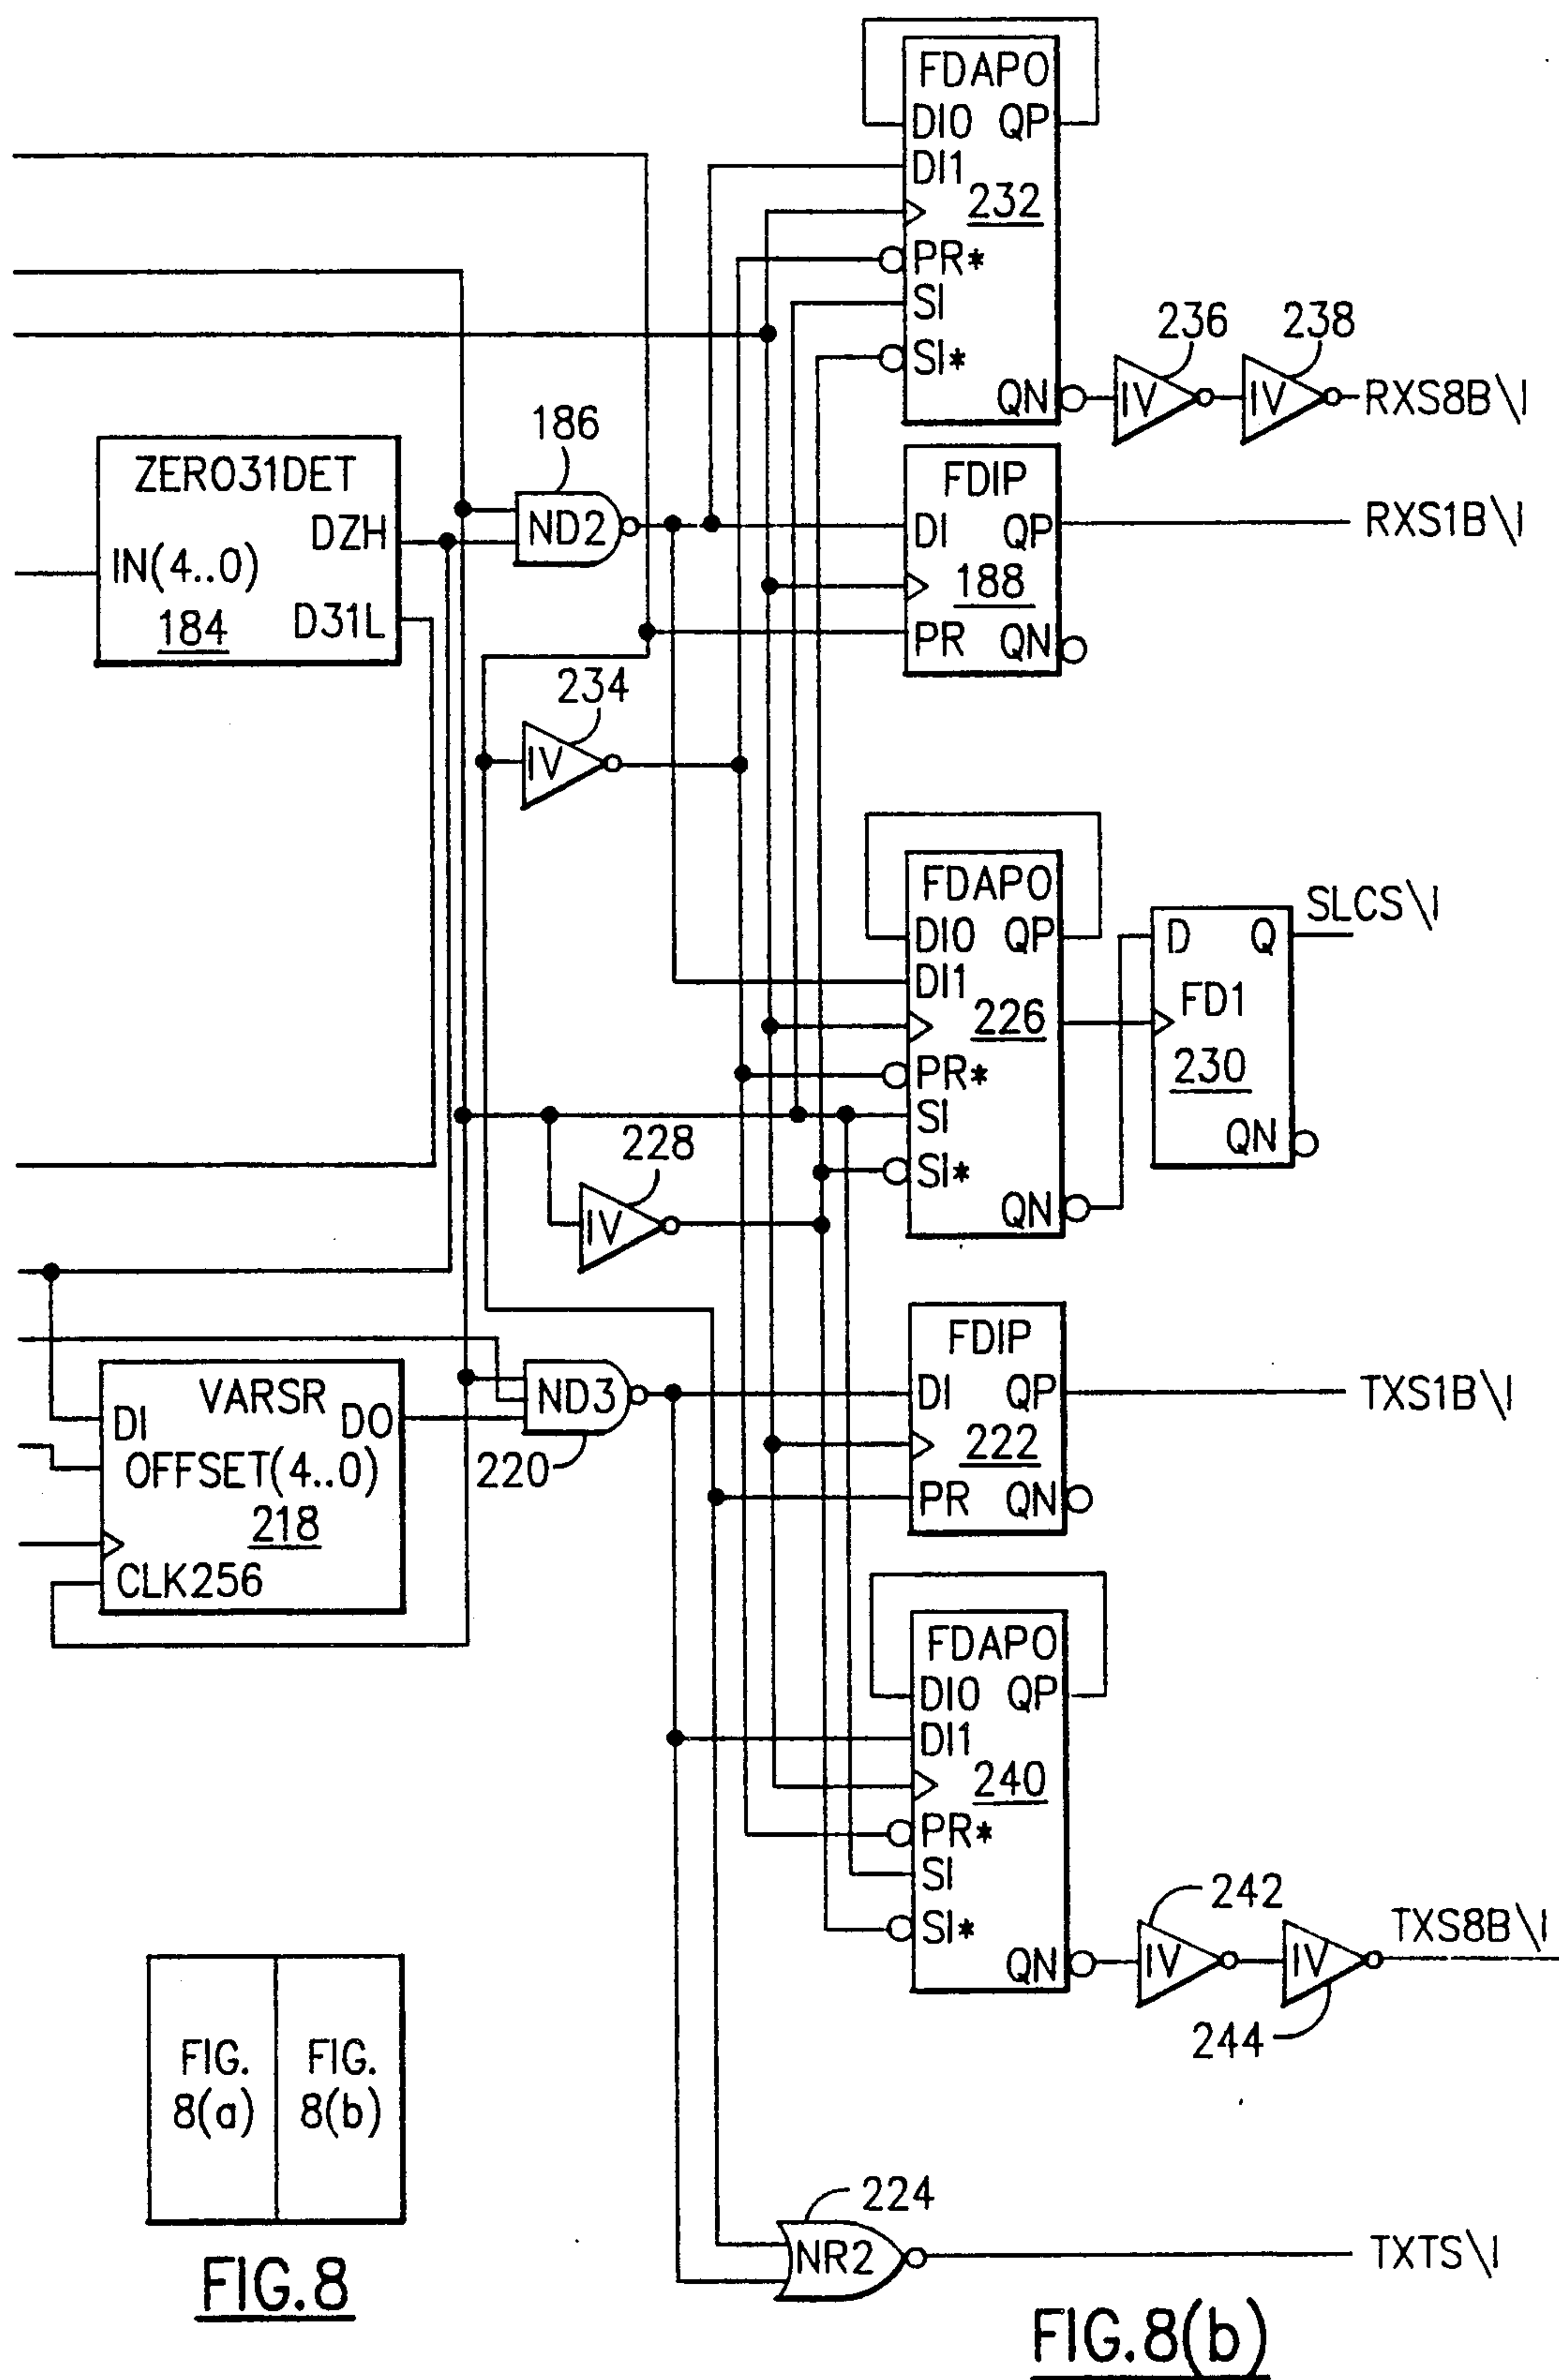 FDAPO
DI0 QP
DI1
232
PR*
SI
SI*
QN
236
IV
238
IV
RXS8B\I
186
ND2
ZERO31DET
DZH
IN(4..0)
184
D31L
FDIP
DI QP
188
PR QN
RXS1B\I
234
IV
FDAPO
DI0 QP
DI1
226
PR*
SI
SI*
QN
D Q
FD1
230
QN
SLCS\I
228
IV
FDIP
DI QP
222
PR QN
TXS1B\I
VARSR
DI DO
OFFSET(4..0)
218
CLK256
ND3
220
FDAPO
DI0 QP
DI1
240
PR*
SI
SI*
QN
242
IV
IV
244
TXS8B\I
FIG. 8(a)
FIG. 8(b)
FIG.8
224
NR2
TXTS\I
FIG.8(b)